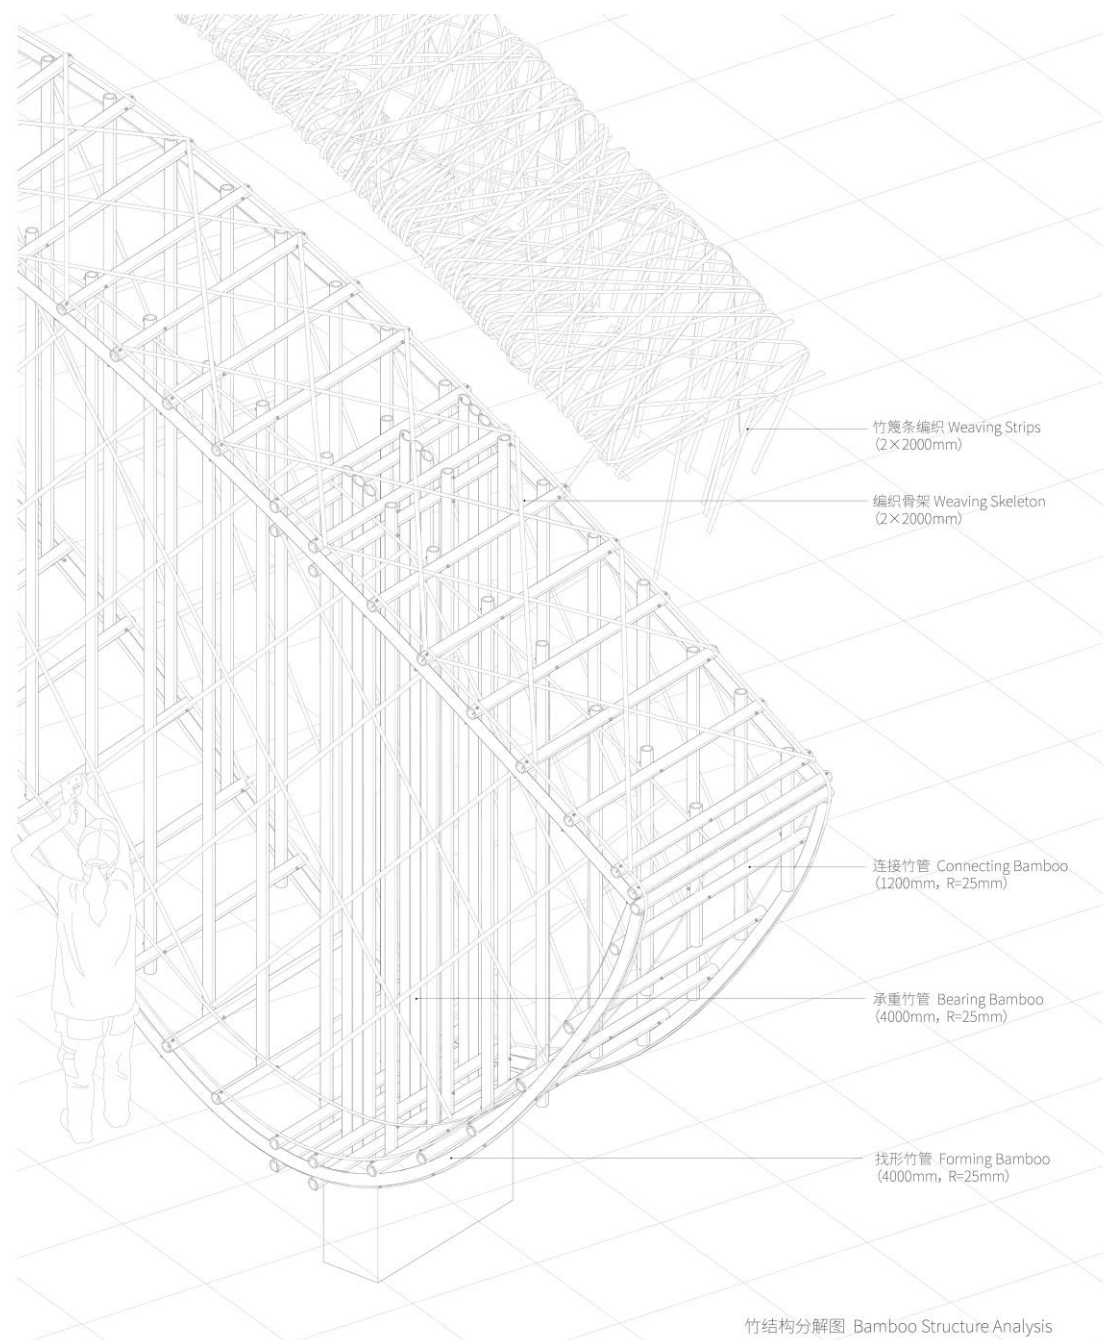 竹篾条编织 Weaving Strips
(2×2000mm)
编织骨架 Weaving Skeleton
(2×2000mm)
连接竹管 Connecting Bamboo
(1200mm, R=25mm)
承重竹管 Bearing Bamboo
(4000mm, R=25mm)
找形竹管 Forming Bamboo
(4000mm, R=25mm)
竹结构分解图 Bamboo Structure Analysis